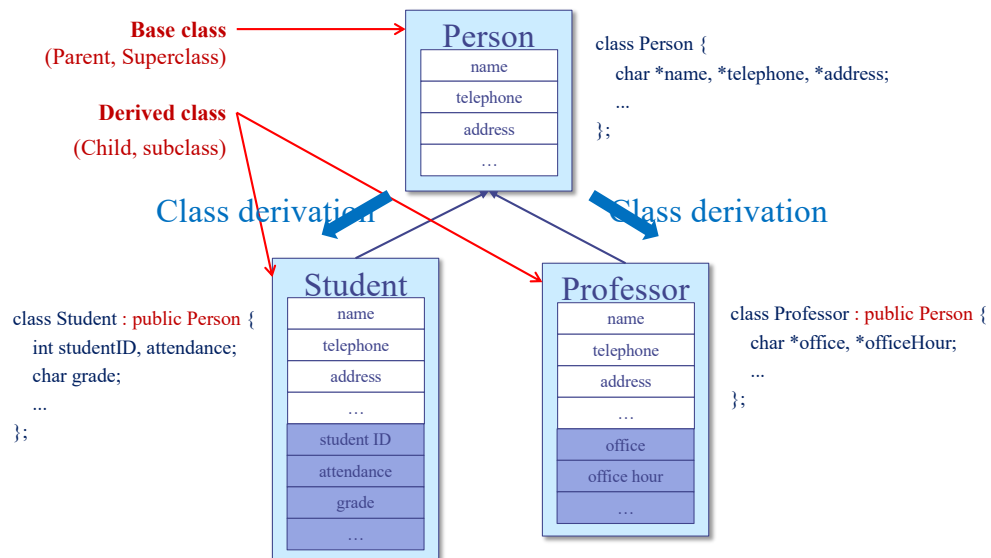 Base class
(Parent, Superclass)
Derived class
(Child, subclass)
Person
name
telephone
address
…
class Person {
char *name, *telephone, *address;
...
};
Class derivation
Class derivation
class Student : public Person {
int studentID, attendance;
char grade;
...
};
Student
name
telephone
address
…
student ID
attendance
grade
…
Professor
name
telephone
address
…
office
office hour
…
class Professor : public Person {
char *office, *officeHour;
...
};